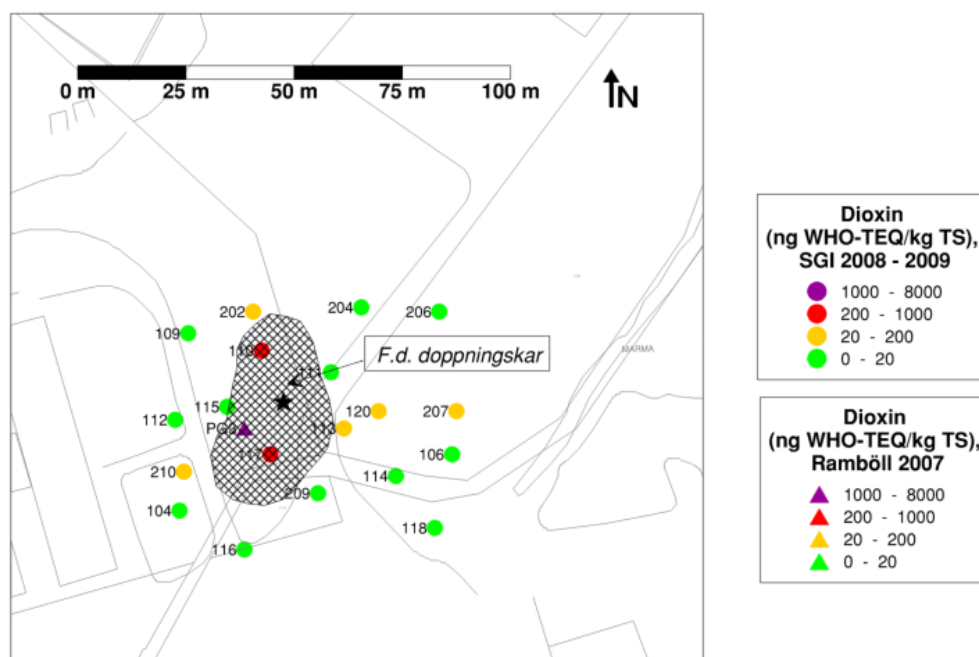 0 m 25 m 50 m 75 m 100 m
N
202
204
206
109
F.d. doppningskar
MARMA
115
112
120
207
113
PG3
106
114
210
209
104
118
116
Dioxin
(ng WHO-TEQ/kg TS),
SGI 2008 - 2009
1000 - 8000
200 - 1000
20 - 200
0 - 20
Dioxin
(ng WHO-TEQ/kg TS),
Ramböll 2007
1000 - 8000
200 - 1000
20 - 200
0 - 20